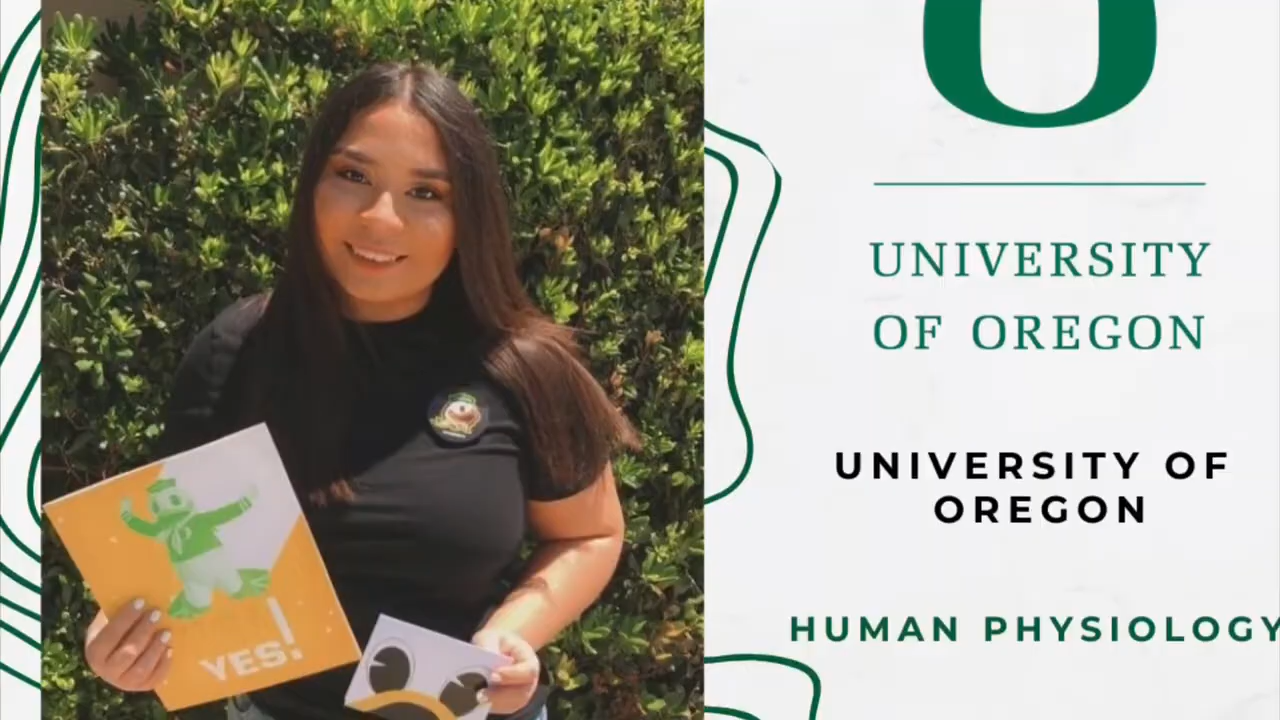 O
UNIVERSITY
OF OREGON
UNIVERSITY OF
OREGON
HUMAN PHYSIOLOGY
YES!